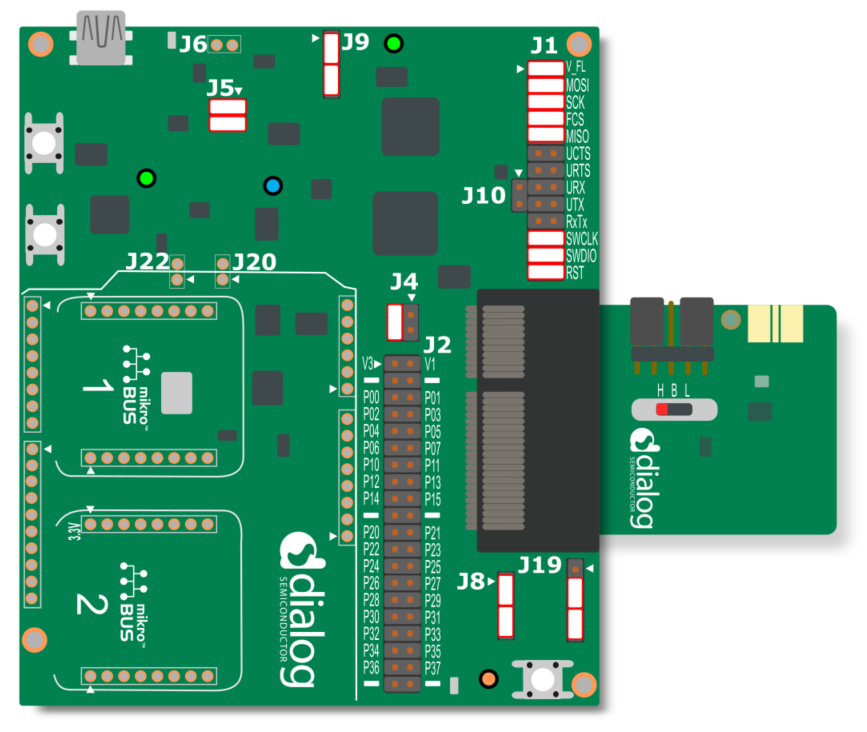 J6
J9
J1
V_FL
MOSI
SCK
FCS
MISO
UCTS
URTS
URX
UTX
RxTx
SWCLK
SWDIO
RST
J5
J10
J22
J20
J4
J2
V3 V1
P00 P01
P02 P03
P04 P05
P06 P07
P10 P11
P12 P13
P14 P15
P20 P21
P22 P23
P24 P25
P26 P27
P28 P29
P30 P31
P32 P33
P34 P35
P36 P37
1
mikro™
BUS
3.3V
2
mikro™
BUS
dialog
SEMICONDUCTOR
J8
J19
H B L
dialog
SEMICONDUCTOR